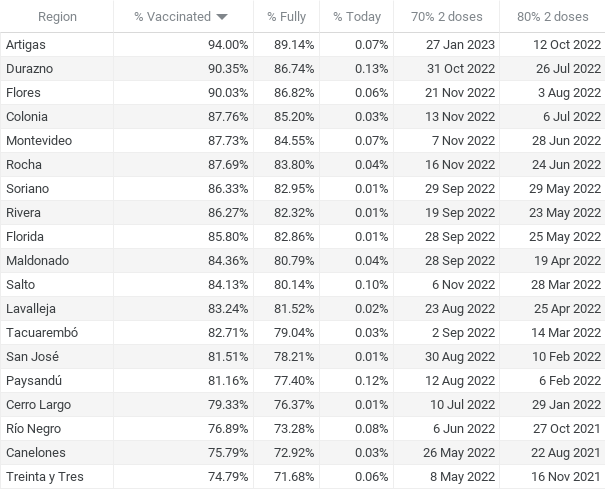 Region % Vaccinated % Fully % Today 70% 2 doses 80% 2 doses
Artigas 94.00% 89.14% 0.07% 27 Jan 2023 12 Oct 2022
Durazno 90.35% 86.74% 0.13% 31 Oct 2022 26 Jul 2022
Flores 90.03% 86.82% 0.06% 21 Nov 2022 3 Aug 2022
Colonia 87.76% 85.20% 0.03% 13 Nov 2022 6 Jul 2022
Montevideo 87.73% 84.55% 0.07% 7 Nov 2022 28 Jun 2022
Rocha 87.69% 83.80% 0.04% 16 Nov 2022 24 Jun 2022
Soriano 86.33% 82.95% 0.01% 29 Sep 2022 29 May 2022
Rivera 86.27% 82.32% 0.01% 19 Sep 2022 23 May 2022
Florida 85.80% 82.86% 0.01% 28 Sep 2022 25 May 2022
Maldonado 84.36% 80.79% 0.04% 28 Sep 2022 19 Apr 2022
Salto 84.13% 80.14% 0.10% 6 Nov 2022 28 Mar 2022
Lavalleja 83.24% 81.52% 0.02% 23 Aug 2022 25 Apr 2022
Tacuarembó 82.71% 79.04% 0.03% 2 Sep 2022 14 Mar 2022
San José 81.51% 78.21% 0.01% 30 Aug 2022 10 Feb 2022
Paysandú 81.16% 77.40% 0.12% 12 Aug 2022 6 Feb 2022
Cerro Largo 79.33% 76.37% 0.01% 10 Jul 2022 29 Jan 2022
Río Negro 76.89% 73.28% 0.08% 6 Jun 2022 27 Oct 2021
Canelones 75.79% 72.92% 0.03% 26 May 2022 22 Aug 2021
Treinta y Tres 74.79% 71.68% 0.06% 8 May 2022 16 Nov 2021